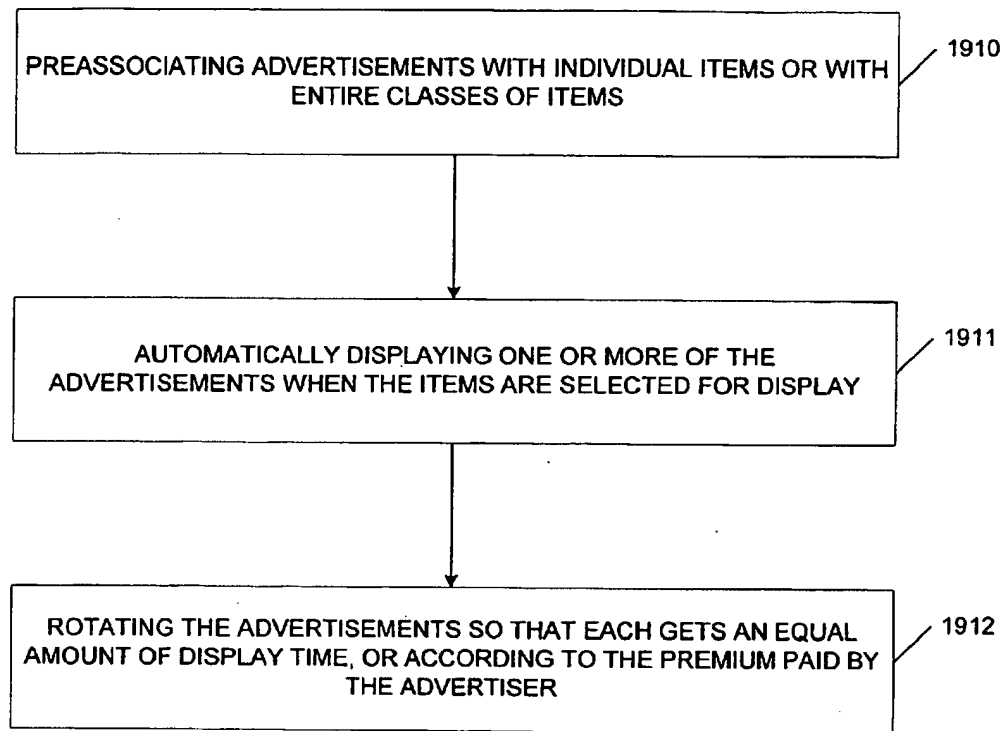 PREASSOCIATING ADVERTISEMENTS WITH INDIVIDUAL ITEMS OR WITH
ENTIRE CLASSES OF ITEMS
1910
AUTOMATICALLY DISPLAYING ONE OR MORE OF THE
ADVERTISEMENTS WHEN THE ITEMS ARE SELECTED FOR DISPLAY
1911
ROTATING THE ADVERTISEMENTS SO THAT EACH GETS AN EQUAL
AMOUNT OF DISPLAY TIME, OR ACCORDING TO THE PREMIUM PAID BY
THE ADVERTISER
1912